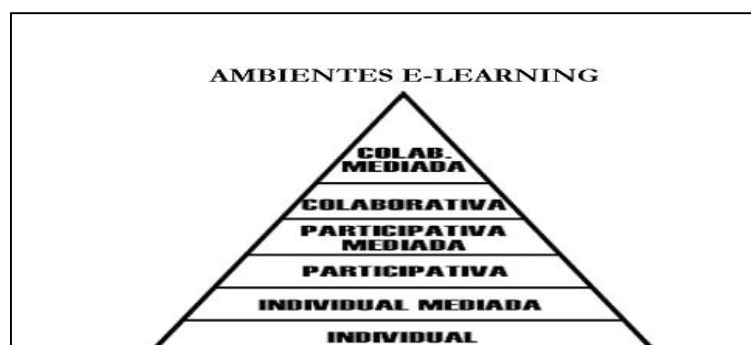 AMBIENTES E-LEARNING
COLAB.
MEDIADA
COLABORATIVA
PARTICIPATIVA
MEDIADA
PARTICIPATIVA
INDIVIDUAL MEDIADA
INDIVIDUAL